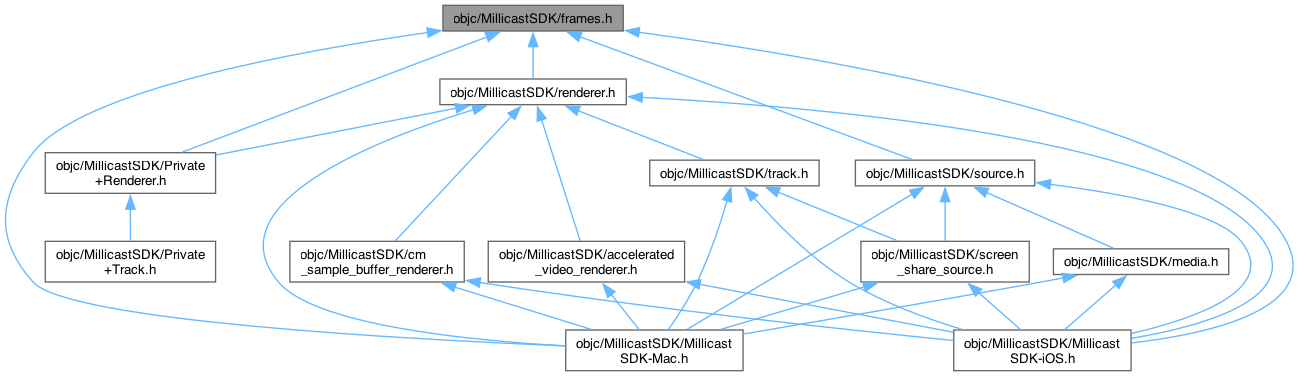 objc/MillicastSDK/frames.h
objc/MillicastSDK/renderer.h
objc/MillicastSDK/Private
+Renderer.h
objc/MillicastSDK/track.h
objc/MillicastSDK/source.h
objc/MillicastSDK/Private
+Track.h
objc/MillicastSDK/cm
_sample_buffer_renderer.h
objc/MillicastSDK/accelerated
_video_renderer.h
objc/MillicastSDK/screen
_share_source.h
objc/MillicastSDK/media.h
objc/MillicastSDK/Millicast
SDK-Mac.h
objc/MillicastSDK/Millicast
SDK-iOS.h